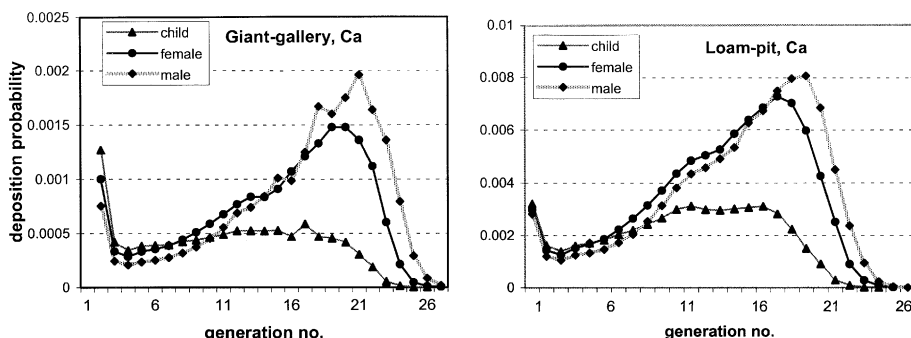 Giant-gallery, Ca
child
female
male
deposition probability
0.0025
0.002
0.0015
0.001
0.0005
0
1 6 11 16 21 26
generation no.
Loam-pit, Ca
child
female
male
0.01
0.008
0.006
0.004
0.002
0
1 6 11 16 21 26
generation no.